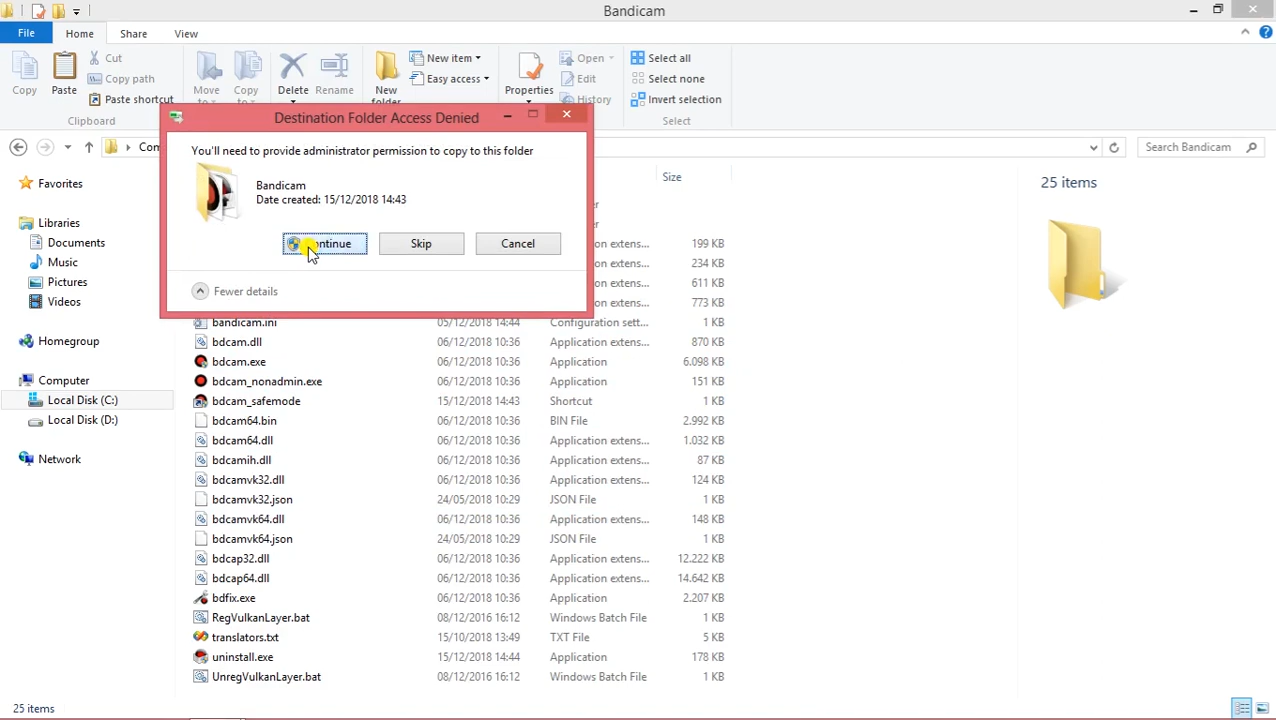 Bandicam
File Home Share View
Copy
Paste
Cut
Copy path
Paste shortcut
Clipboard
Move
to
Copy
to
Delete
Rename
New
folder
New item
Easy access
Properties
Open
Edit
History
Select all
Select none
Invert selection
Select
Destination Folder Access Denied
You'll need to provide administrator permission to copy to this folder
Bandicam
Date created: 15/12/2018 14:43
Skip
Cancel
Fewer details
Search Bandicam
Favorites
Libraries
Documents
Music
Pictures
Videos
Homegroup
Computer
Local Disk (C:)
Local Disk (D:)
Network
Size
199 KB
234 KB
611 KB
773 KB
bandicam.ini 05/12/2018 14:44 Configuration sett... 1 KB
bdcam.dll 06/12/2018 10:36 Application extens... 870 KB
bdcam.exe 06/12/2018 10:36 Application 6.098 KB
bdcam_nonadmin.exe 06/12/2018 10:36 Application 151 KB
bdcam_safemode 15/12/2018 14:43 Shortcut 1 KB
bdcam64.bin 06/12/2018 10:36 BIN File 2.992 KB
bdcam64.dll 06/12/2018 10:36 Application extens... 1.032 KB
bdcamih.dll 06/12/2018 10:36 Application extens... 87 KB
bdcamvk32.dll 06/12/2018 10:36 Application extens... 124 KB
bdcamvk32.json 24/05/2018 10:29 JSON File 1 KB
bdcamvk64.dll 06/12/2018 10:36 Application extens... 148 KB
bdcamvk64.json 24/05/2018 10:29 JSON File 1 KB
bdcap32.dll 06/12/2018 10:36 Application extens... 12.222 KB
bdcap64.dll 06/12/2018 10:36 Application extens... 14.642 KB
bdfix.exe 06/12/2018 10:36 Application 2.207 KB
RegVulkanLayer.bat 08/12/2016 16:12 Windows Batch File 1 KB
translators.txt 15/10/2018 13:49 TXT File 5 KB
uninstall.exe 15/12/2018 14:44 Application 178 KB
UnregVulkanLayer.bat 08/12/2016 16:12 Windows Batch File 1 KB
25 items
25 items